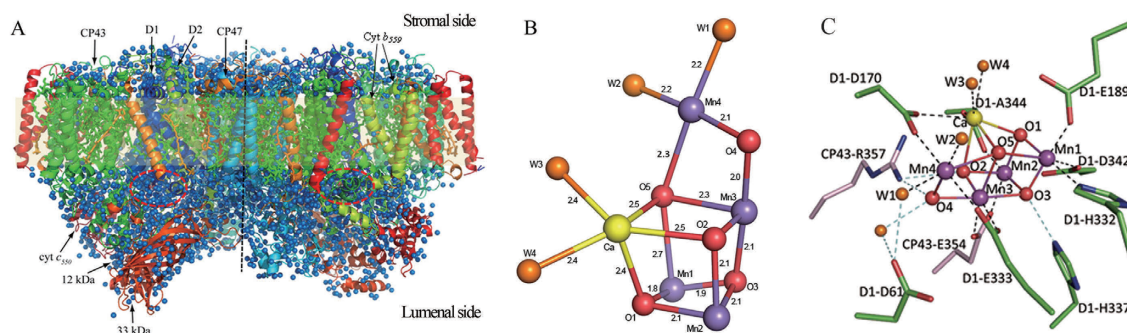 A
Stromal side
CP43
D1
D2
CP47
Cyt b559
cyt c550
12 kDa
33 kDa
Lumenal side
B
W1
2.2
W2
2.2
Mn4
2.1
O4
2.3
2.0
W3
2.4
O5
2.3
Mn3
2.5
2.5
O2
Ca
2.1
W4
2.4
2.7
2.1
2.4
Mn1
1.8
1.9
O3
2.1
O1
2.1
Mn2
C
W4
W3
D1-D170
D1-E189
D1-A344
Ca
O1
W2
O5
Mn1
CP43-R357
Mn4
O2
Mn2
D1-D342
W1
Mn3
O3
O4
D1-H332
CP43-E354
D1-E333
D1-D61
D1-H337